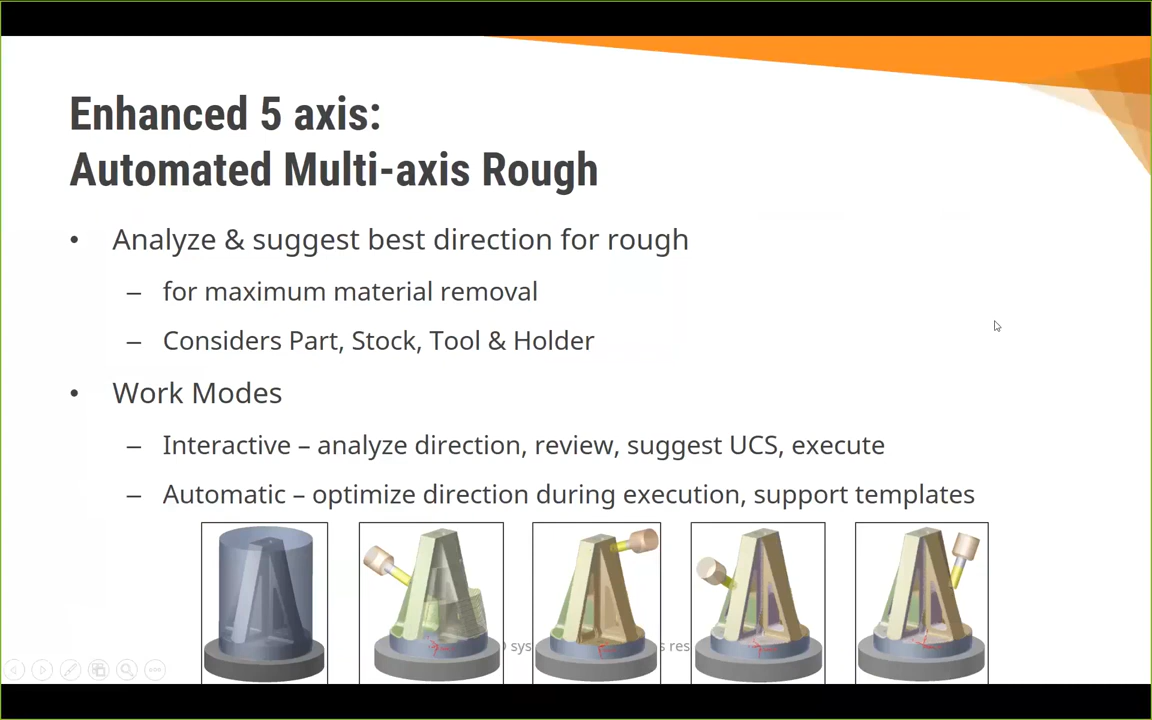 Enhanced 5 axis:
Automated Multi-axis Rough
• Analyze & suggest best direction for rough
– for maximum material removal
– Considers Part, Stock, Tool & Holder
• Work Modes
– Interactive – analyze direction, review, suggest UCS, execute
– Automatic – optimize direction during execution, support templates